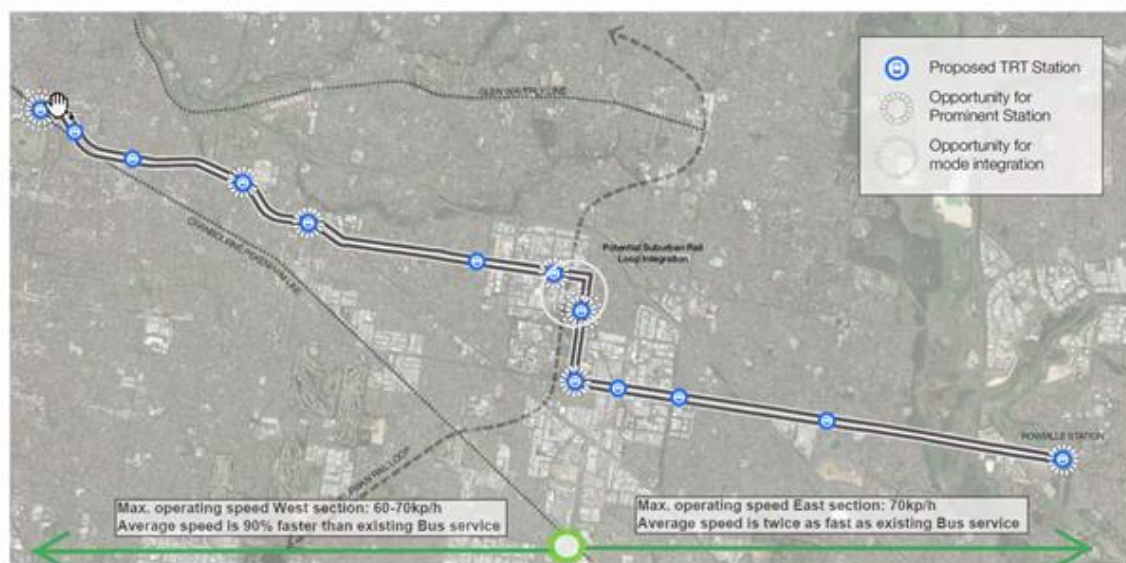 Proposed TRT Station
Opportunity for
Prominent Station
Opportunity for
mode integration
GLEN WAVERLY LINE
Potential Suburban Rail
Loop Integration
ROWVILLE STATION
LOOP
Max. operating speed West section: 60-70kp/h
Average speed is 90% faster than existing Bus service
Max. operating speed East section: 70kp/h
Average speed is twice as fast as existing Bus service